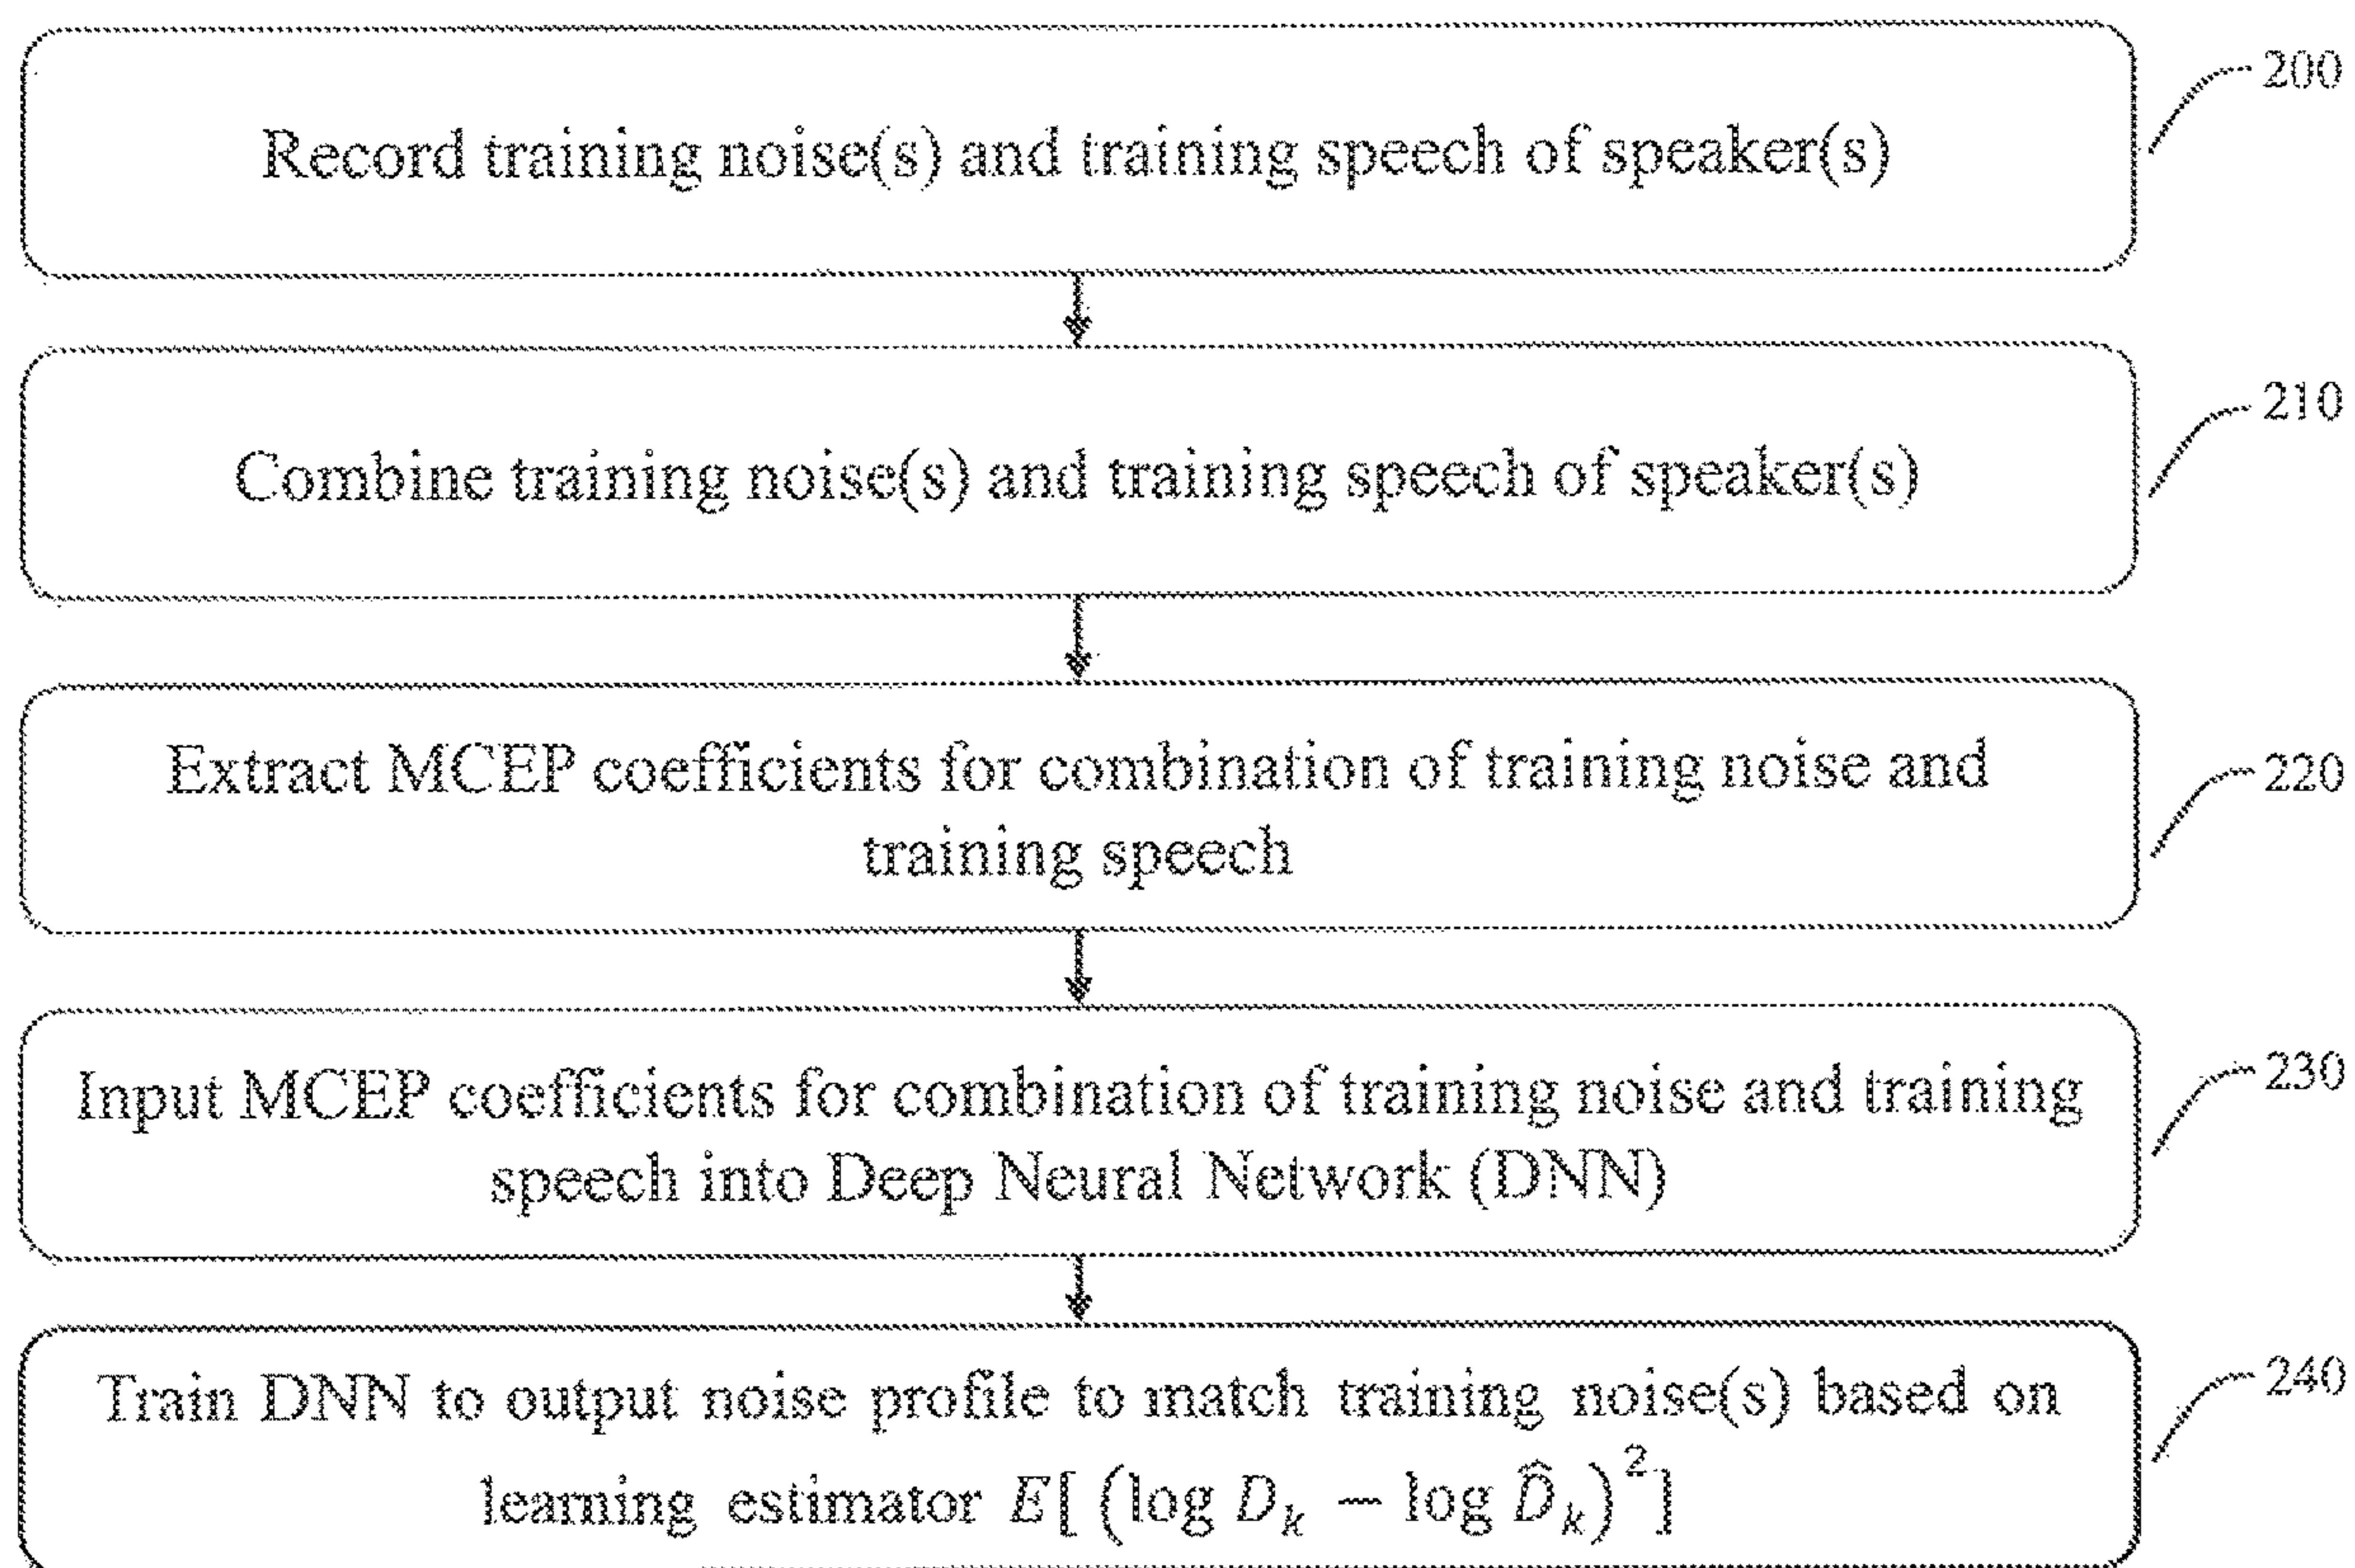 Record training noise(s) and training speech of speaker(s)
200
Combine training noise(s) and training speech of speaker(s)
210
Extract MCEP coefficients for combination of training noise and
training speech
220
Input MCEP coefficients for combination of training noise and training
speech into Deep Neural Network (DNN)
230
Train DNN to output noise profile to match training noise(s) based on
learning estimator E[(log Dₖ − log D̂ₖ)²]
240